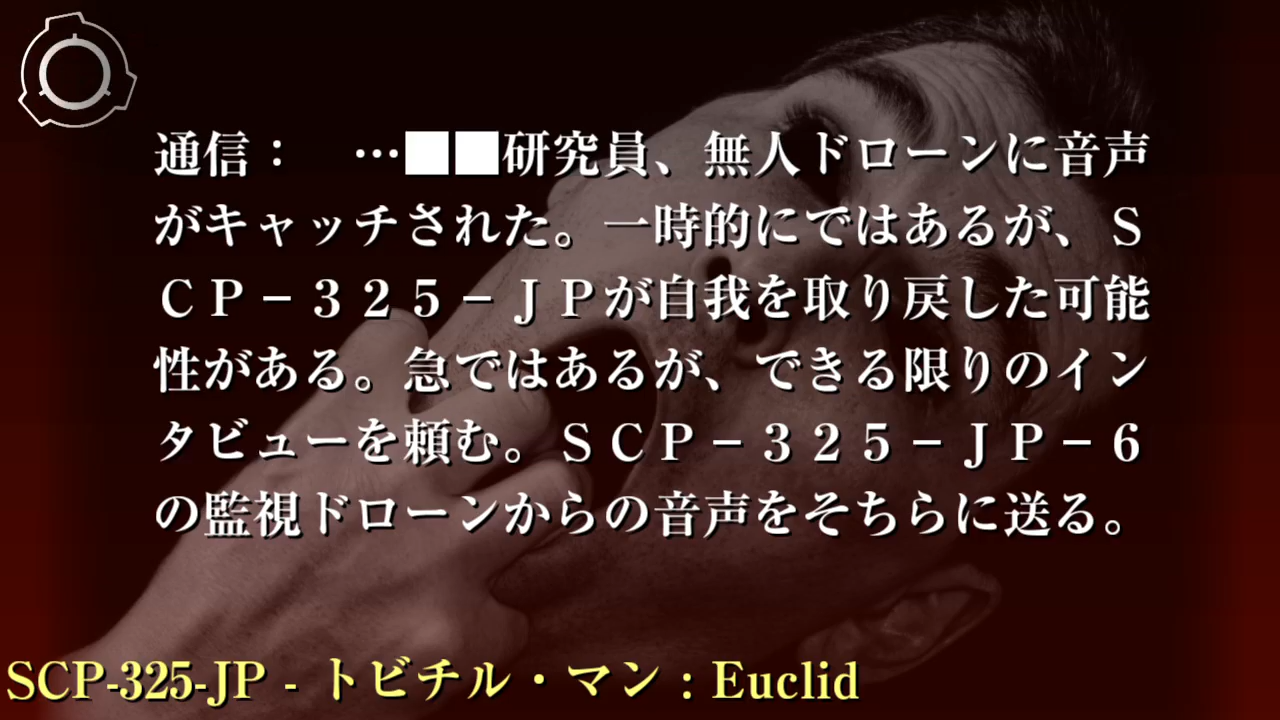 通信：　…■■研究員、無人ドローンに音声
がキャッチされた。一時的にではあるが、Ｓ
ＣＰ－３２５－ＪＰが自我を取り戻した可能
性がある。急ではあるが、できる限りのイン
タビューを頼む。ＳＣＰ－３２５－ＪＰ－６
の監視ドローンからの音声をそちらに送る。
SCP-325-JP - トビチル・マン : Euclid